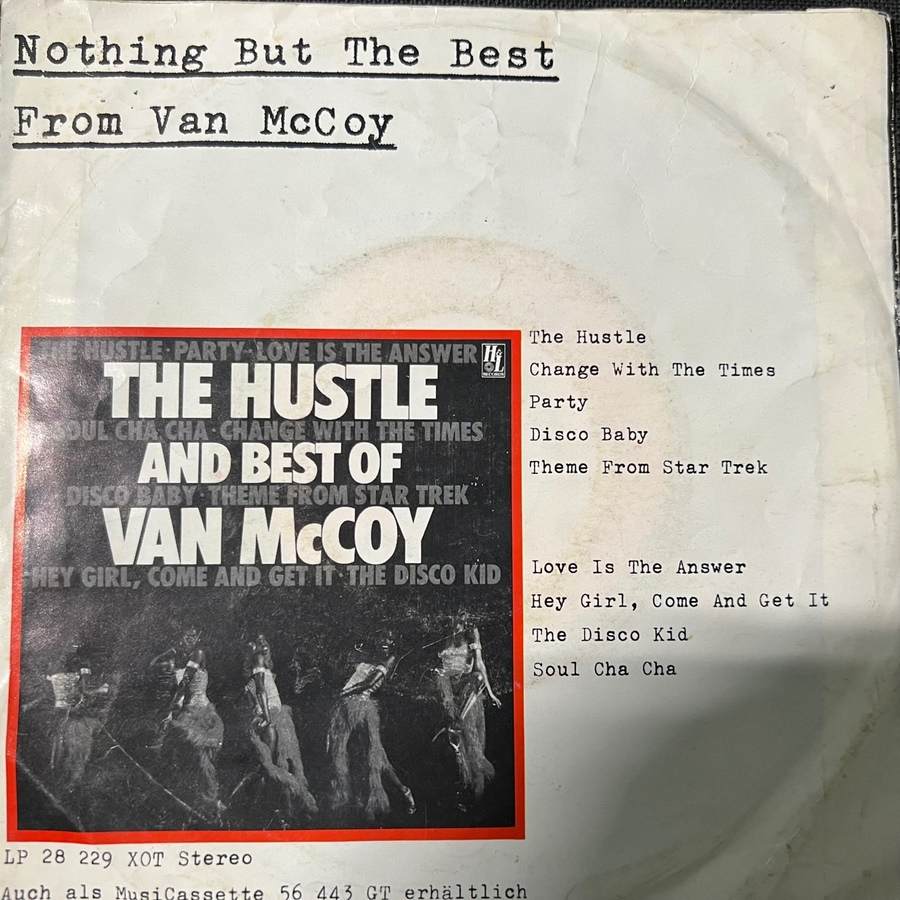 Nothing But The Best
From Van McCoy
THE HUSTLE · PARTY · LOVE IS THE ANSWER
H&L
RECORDS
THE HUSTLE
SOUL CHA CHA · CHANGE WITH THE TIMES
AND BEST OF
DISCO BABY · THEME FROM STAR TREK
VAN McCOY
HEY GIRL, COME AND GET IT · THE DISCO KID
The Hustle
Change With The Times
Party
Disco Baby
Theme From Star Trek
Love Is The Answer
Hey Girl, Come And Get It
The Disco Kid
Soul Cha Cha
LP 28 229 XOT Stereo
Auch als MusiCassette 56 443 GT erhältlich